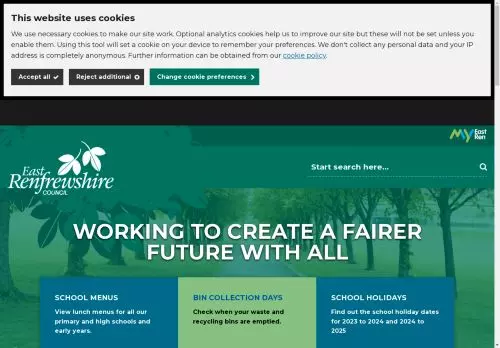 This website uses cookies
We use necessary cookies to make our site work. Optional analytics cookies help us to improve our site but these will not be set unless you
enable them. Using this tool will set a cookie on your device to remember your preferences. We don't collect any personal data and your IP
address is completely anonymous. Further information can be obtained from our cookie policy.
Accept all
Reject additional
Change cookie preferences
MY East
Ren
East
Renfrewshire
COUNCIL
Start search here...
WORKING TO CREATE A FAIRER
FUTURE WITH ALL
SCHOOL MENUS
View lunch menus for all our
primary and high schools and
early years.
BIN COLLECTION DAYS
Check when your waste and
recycling bins are emptied.
SCHOOL HOLIDAYS
Find out the school holiday dates
for 2023 to 2024 and 2024 to
2025